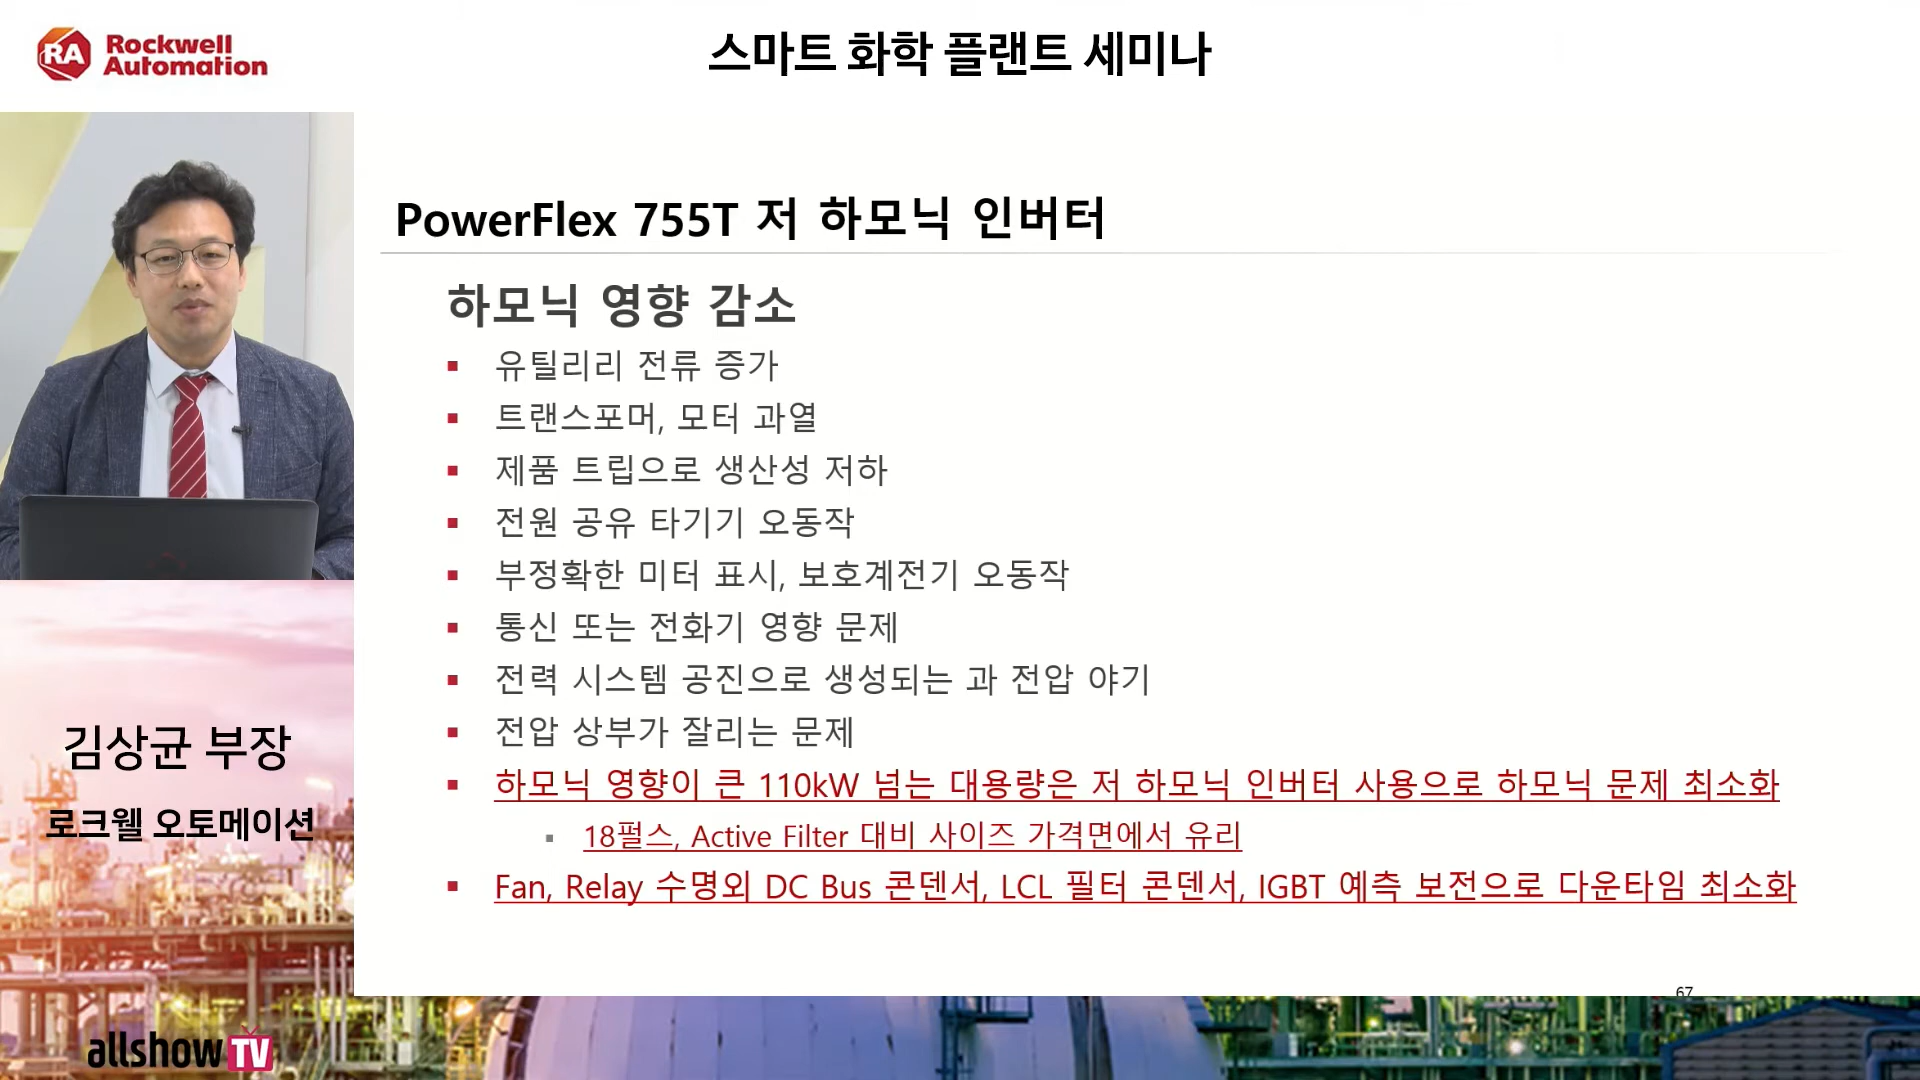 Rockwell
Automation
스마트 화학 플랜트 세미나
PowerFlex 755T 저 하모닉 인버터
하모닉 영향 감소
유틸리리 전류 증가
트랜스포머, 모터 과열
제품 트립으로 생산성 저하
전원 공유 타기기 오동작
부정확한 미터 표시, 보호계전기 오동작
통신 또는 전화기 영향 문제
전력 시스템 공진으로 생성되는 과 전압 야기
전압 상부가 잘리는 문제
하모닉 영향이 큰 110kW 넘는 대용량은 저 하모닉 인버터 사용으로 하모닉 문제 최소화
18펄스, Active Filter 대비 사이즈 가격면에서 유리
Fan, Relay 수명외 DC Bus 콘덴서, LCL 필터 콘덴서, IGBT 예측 보전으로 다운타임 최소화
67
김상균 부장
로크웰 오토메이션
allshow TV